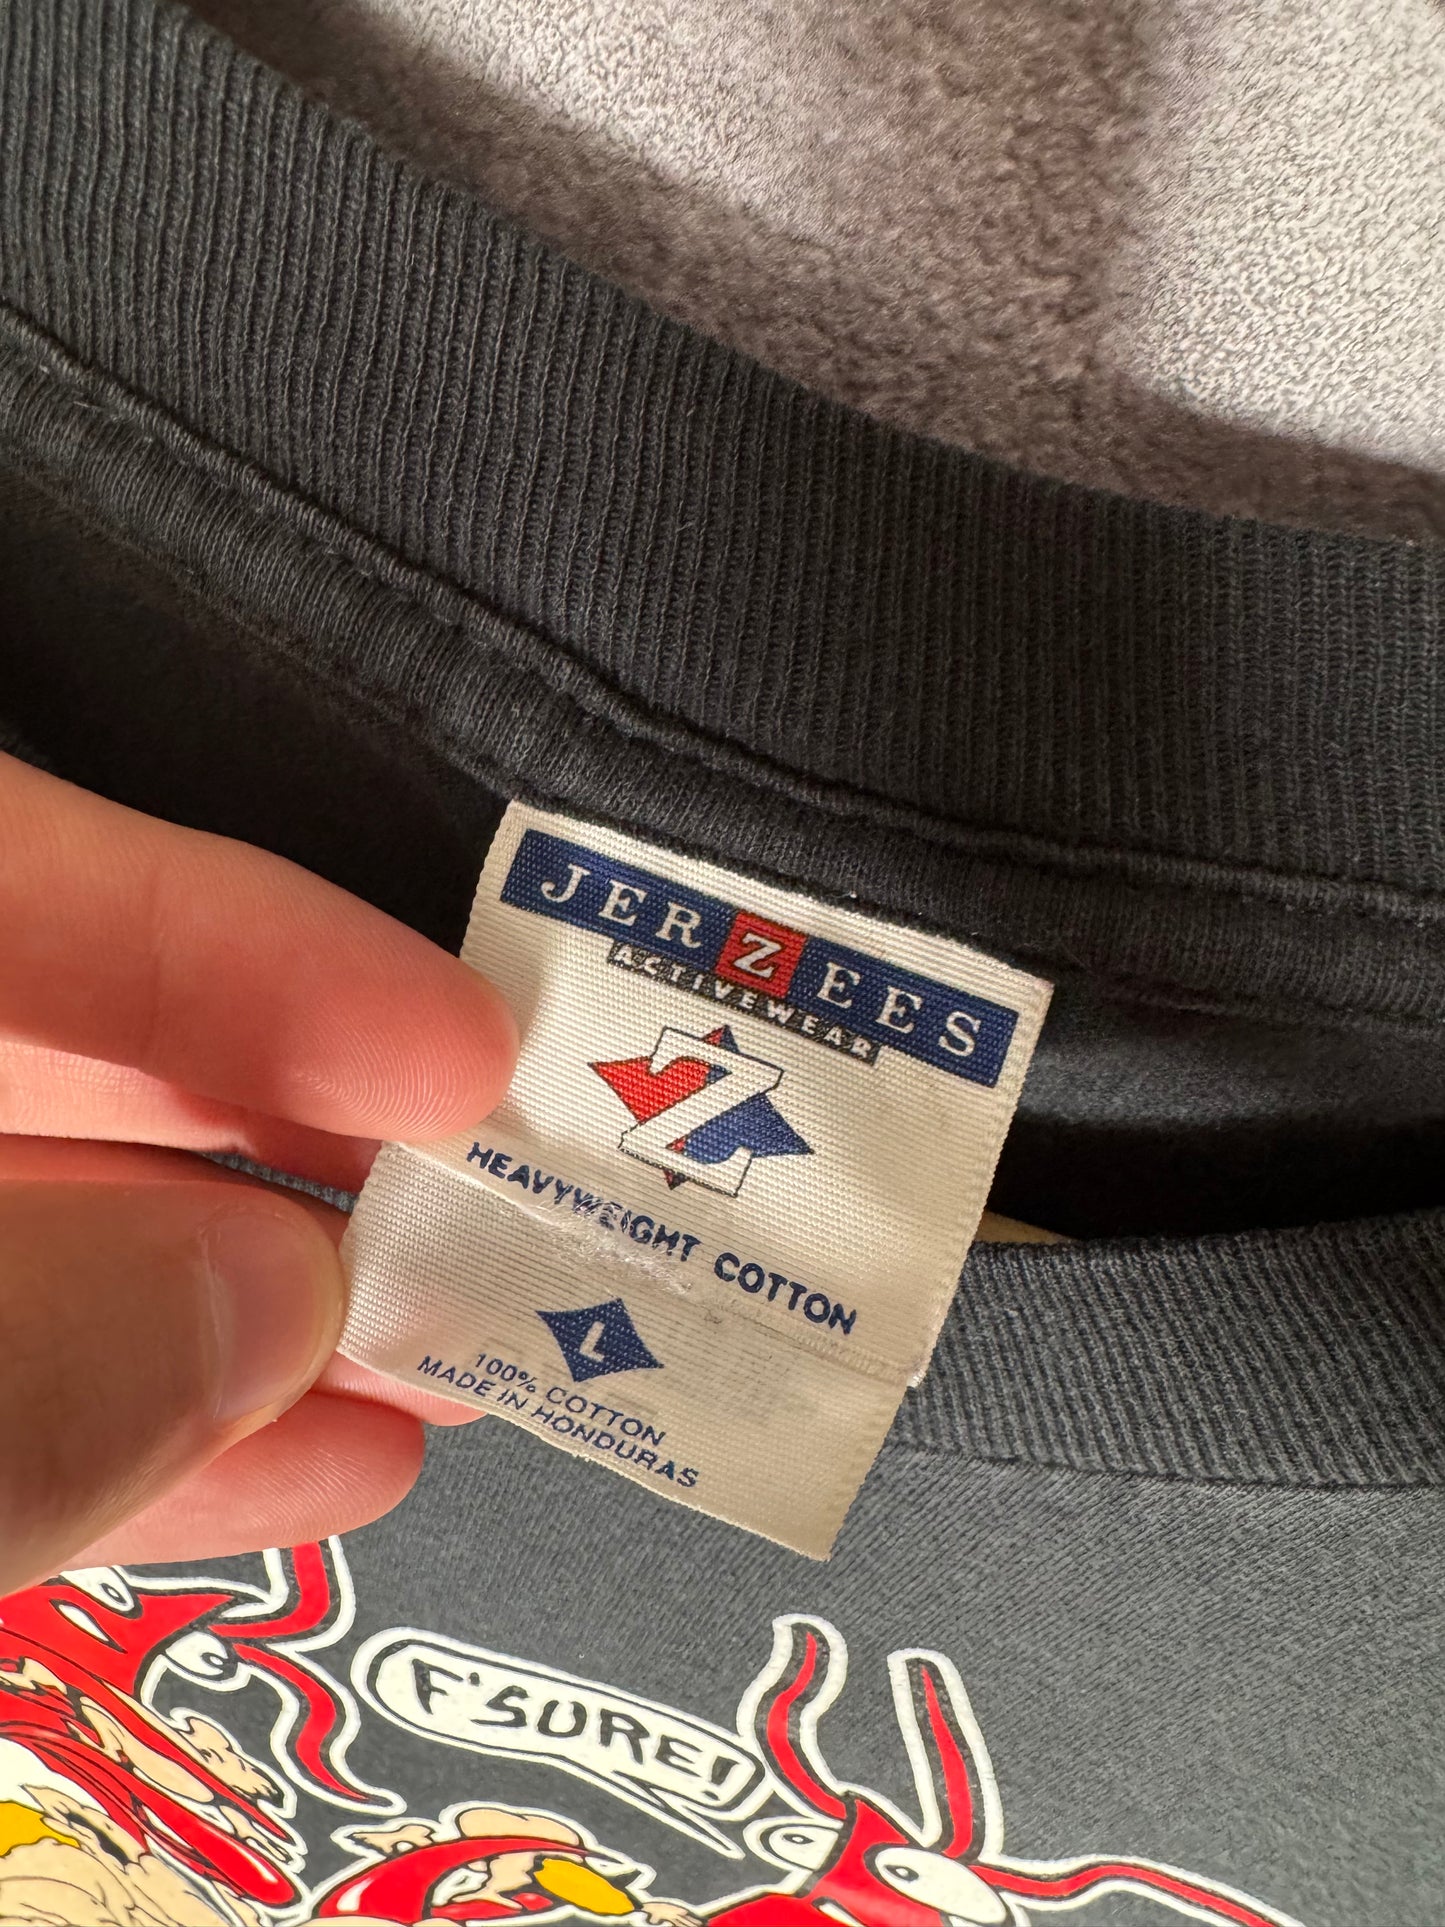 JERZEES
ACTIVEWEAR
Z
HEAVYWEIGHT COTTON
L
100% COTTON
MADE IN HONDURAS
F'SURE!